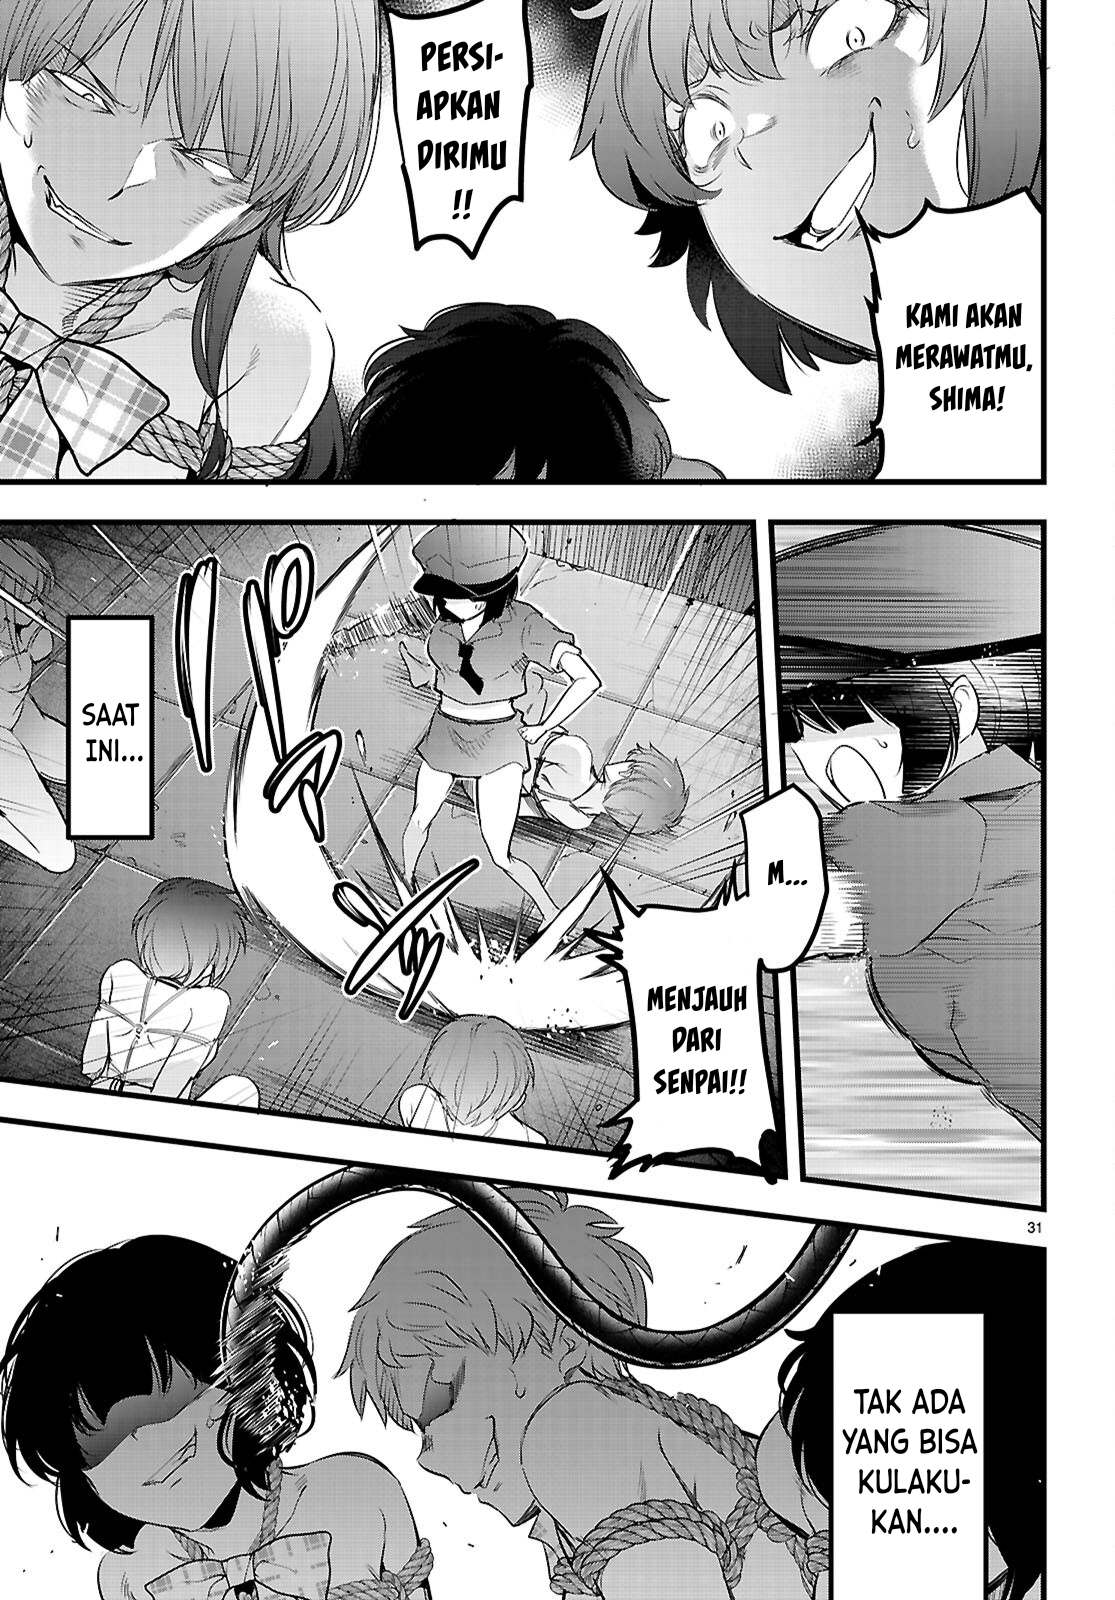 KAMI AKAN
MERAWATMU,
SHIMA!
PERSI-
APKAN
DIRIMU
!!
M...
MENJAUH
DARI
SENPAI!!
SAAT
INI...
31
TAK ADA
YANG BISA
KULAKU-
KAN....